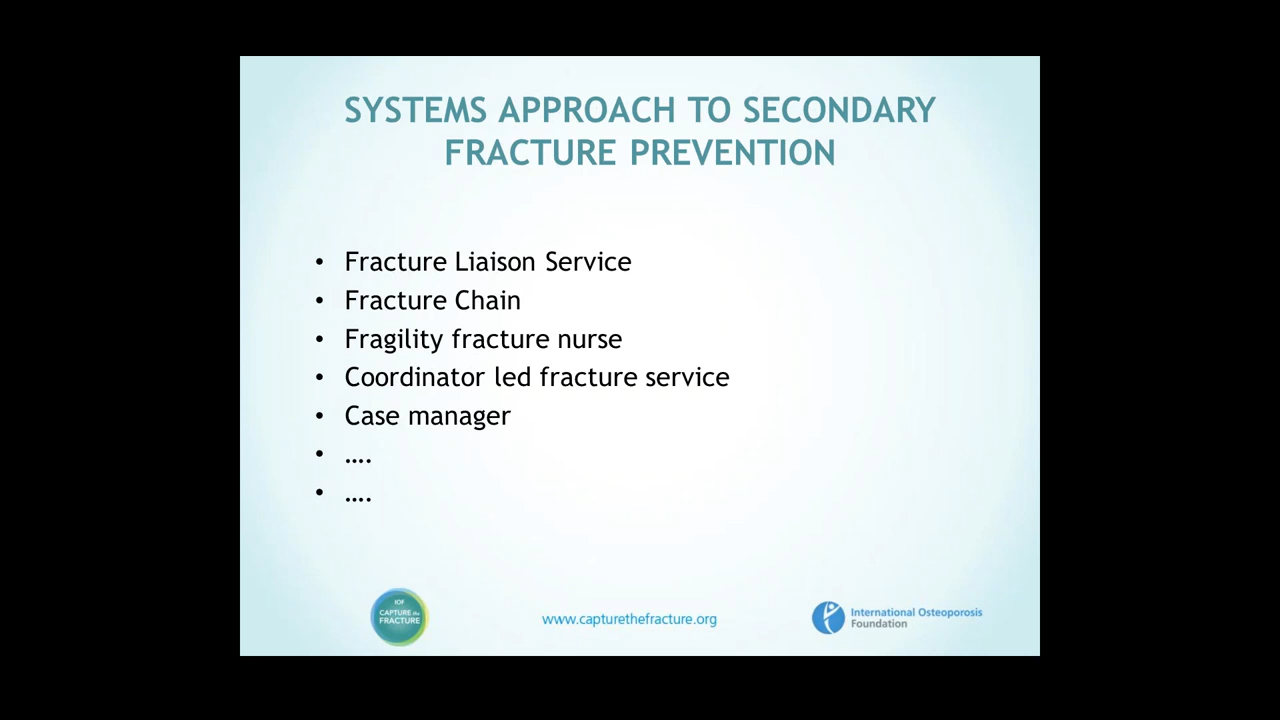 SYSTEMS APPROACH TO SECONDARY
FRACTURE PREVENTION
• Fracture Liaison Service
• Fracture Chain
• Fragility fracture nurse
• Coordinator led fracture service
• Case manager
• ....
• ....
IOF
CAPTURE the
FRACTURE
www.capturethefracture.org
International Osteoporosis
Foundation